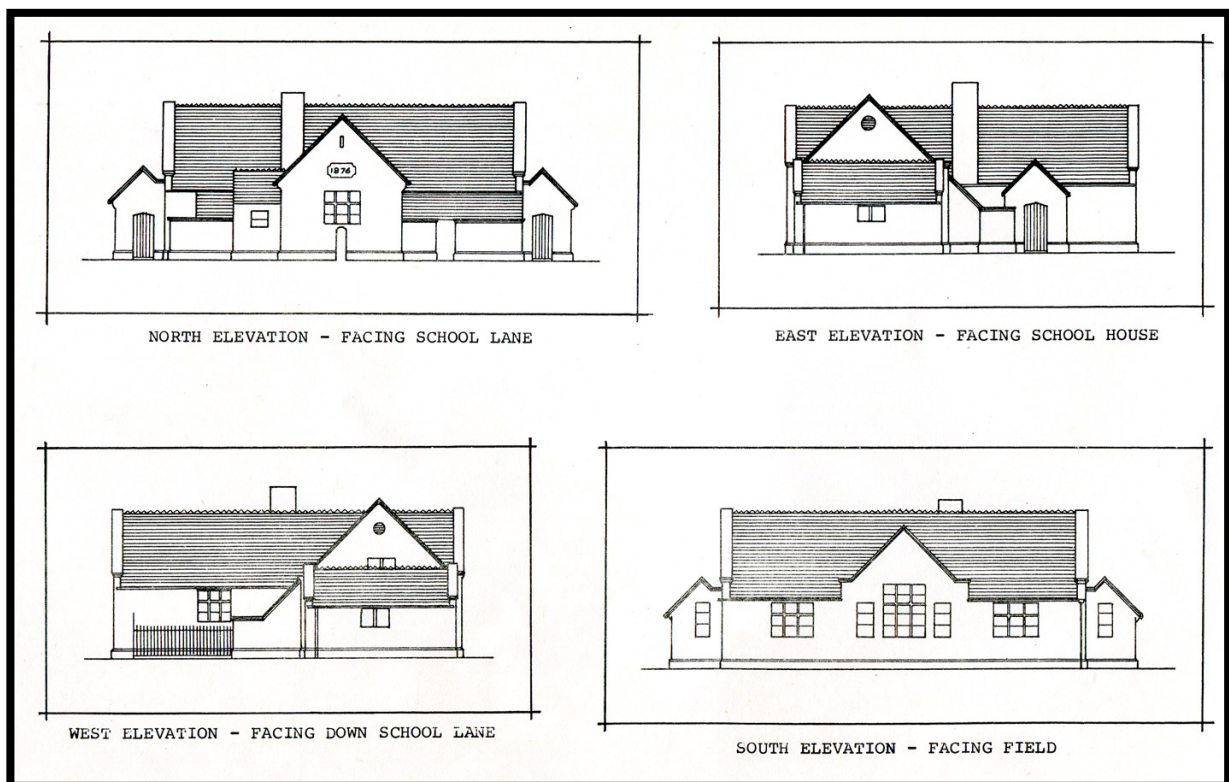 1876
NORTH ELEVATION - FACING SCHOOL LANE
EAST ELEVATION - FACING SCHOOL HOUSE
WEST ELEVATION - FACING DOWN SCHOOL LANE
SOUTH ELEVATION - FACING FIELD